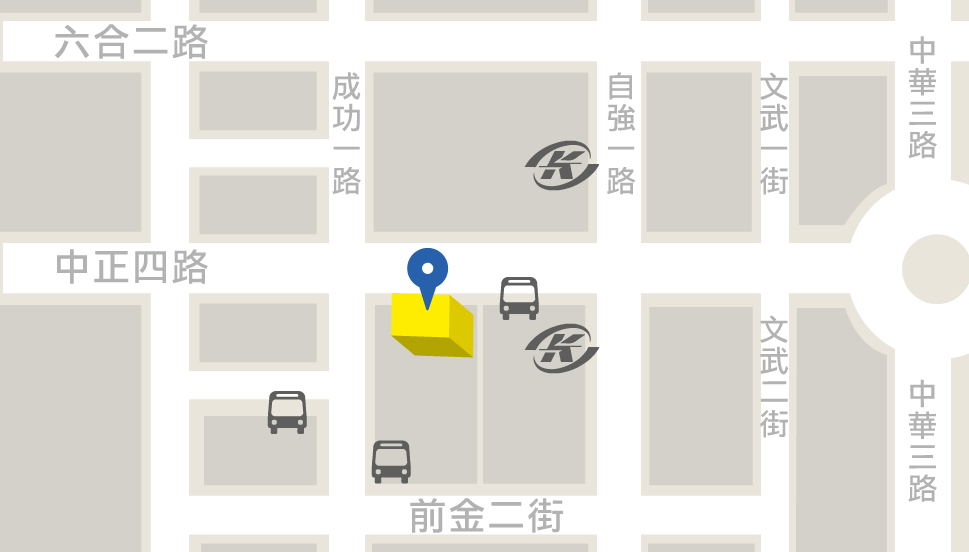 六合二路
成功一路
自強一路
文武一街
中華三路
中正四路
文武二街
中華三路
前金二街